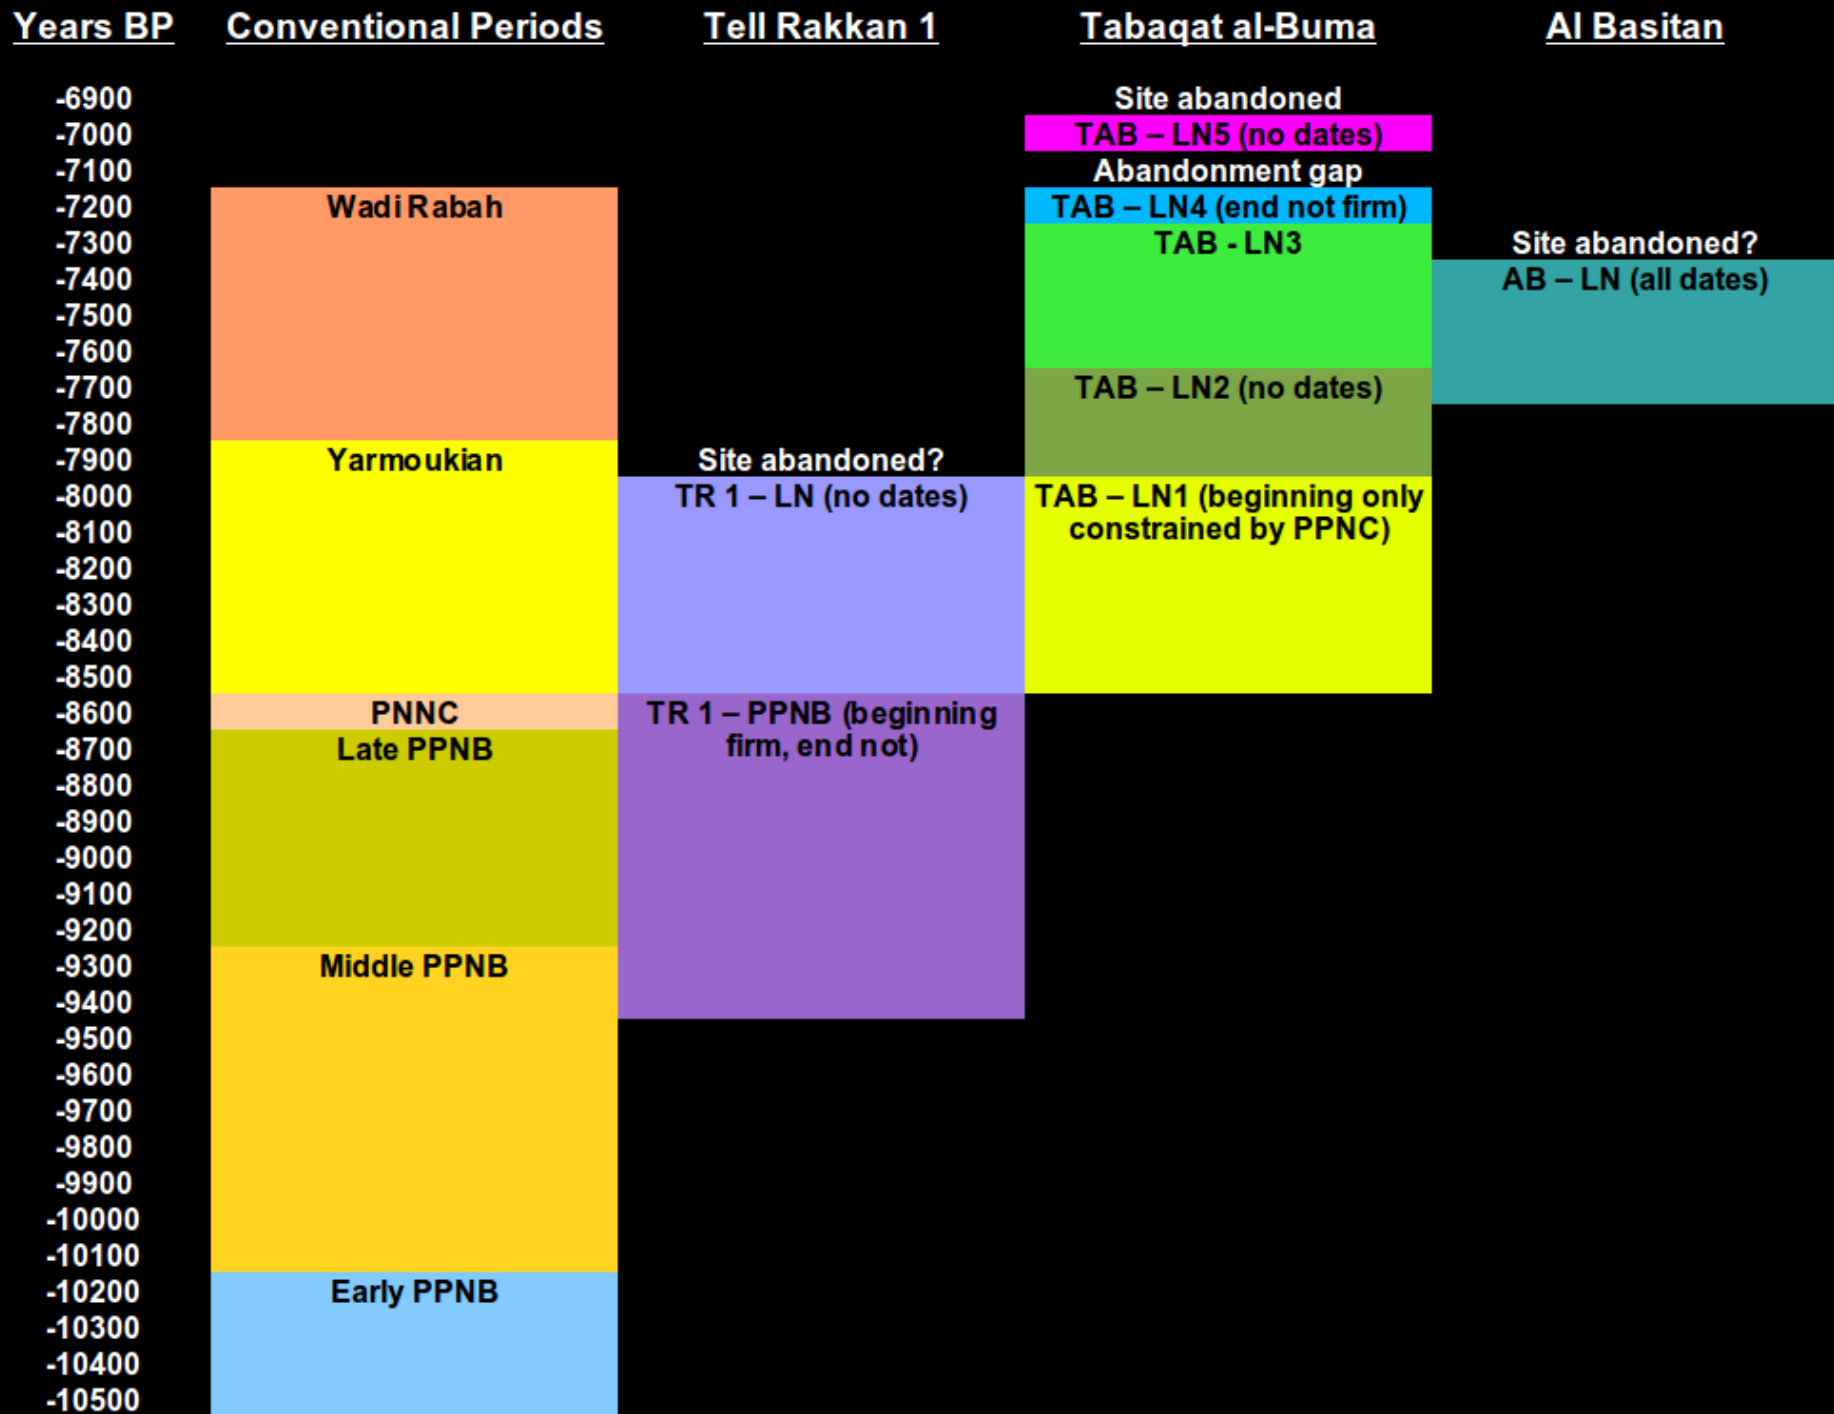 Years BP Conventional Periods Tell Rakkan 1 Tabaqat al-Buma Al Basitan
-6900 Site abandoned
-7000 TAB – LN5 (no dates)
-7100 Abandonment gap
-7200 Wadi Rabah TAB – LN4 (end not firm)
-7300 TAB - LN3 Site abandoned?
-7400 AB – LN (all dates)
-7500
-7600
-7700 TAB – LN2 (no dates)
-7800
-7900 Yarmoukian Site abandoned?
-8000 TR 1 – LN (no dates) TAB – LN1 (beginning only
-8100 constrained by PPNC)
-8200
-8300
-8400
-8500
-8600 PNNC TR 1 – PPNB (beginning
-8700 Late PPNB firm, end not)
-8800
-8900
-9000
-9100
-9200
-9300 Middle PPNB
-9400
-9500
-9600
-9700
-9800
-9900
-10000
-10100
-10200 Early PPNB
-10300
-10400
-10500